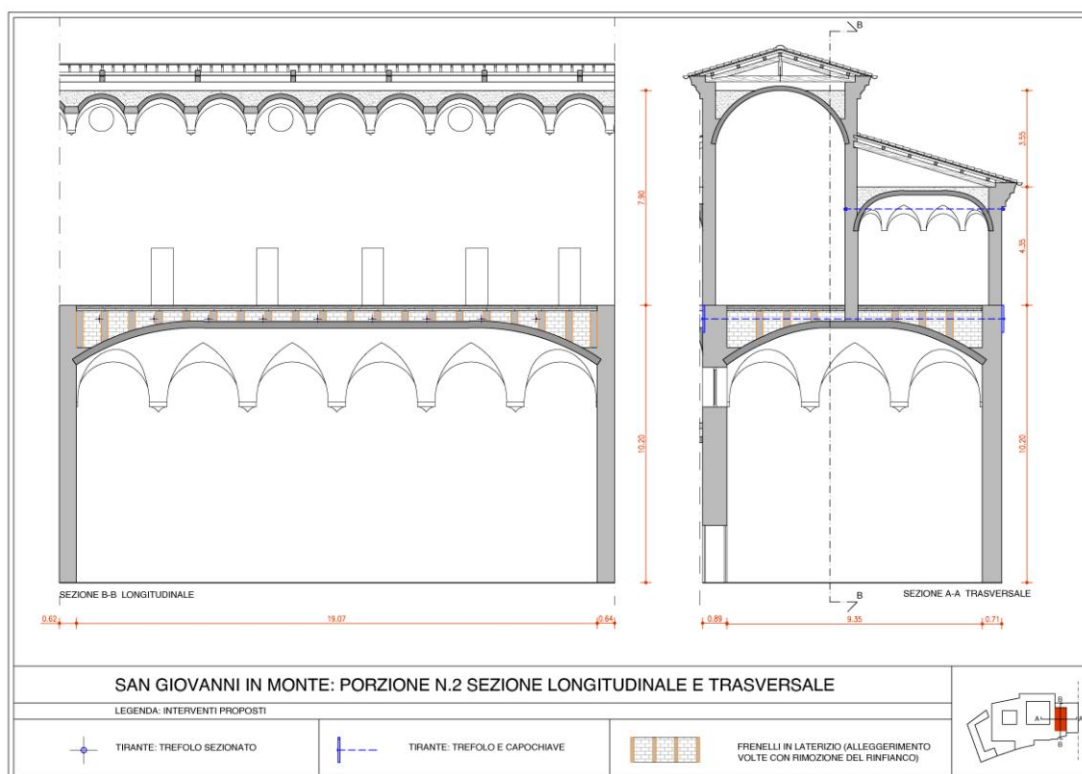 B
3.55
7.90
4.35
10.20
10.20
SEZIONE B-B LONGITUDINALE
B
SEZIONE A-A TRASVERSALE
0.62
19.07
0.64
0.89
9.35
0.71
SAN GIOVANNI IN MONTE: PORZIONE N.2 SEZIONE LONGITUDINALE E TRASVERSALE
LEGENDA: INTERVENTI PROPOSTI
TIRANTE: TREFOLO SEZIONATO
TIRANTE: TREFOLO E CAPOCHIAVE
FRENELLI IN LATERIZIO (ALLEGGERIMENTO
VOLTE CON RIMOZIONE DEL RINFIANCO)
B
A
A
B